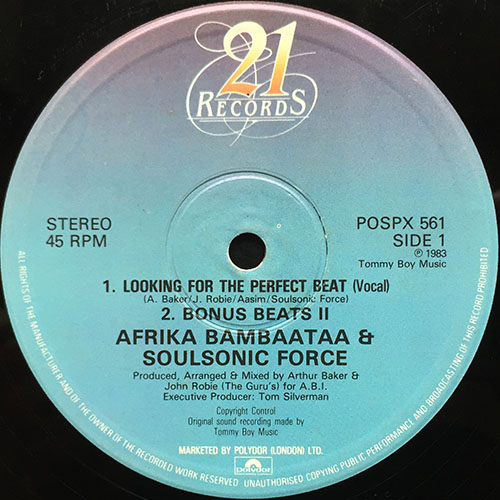 21
RECORDS
STEREO
45 RPM
POSPX 561
SIDE 1
℗ 1983
Tommy Boy Music
1. LOOKING FOR THE PERFECT BEAT (Vocal)
(A. Baker/J. Robie/Aasim/Soulsonic Force)
2. BONUS BEATS II
AFRIKA BAMBAATAA &
SOULSONIC FORCE
Produced, Arranged & Mixed by Arthur Baker &
John Robie (The Guru's) for A.B.I.
Executive Producer: Tom Silverman
Copyright Control
Original sound recording made by
Tommy Boy Music
MARKETED BY POLYDOR (LONDON) LTD.
polydor
ALL RIGHTS OF THE MANUFACTURER AND OF THE OWNER OF THE RECORDED WORK RESERVED UNAUTHORISED COPYING PUBLIC PERFORMANCE AND BROADCASTING OF THIS RECORD PROHIBITED